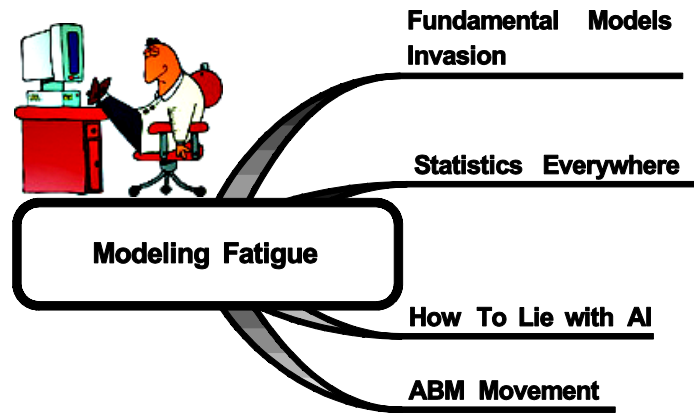 Fundamental Models
Invasion
Statistics Everywhere
Modeling Fatigue
How To Lie with AI
ABM Movement